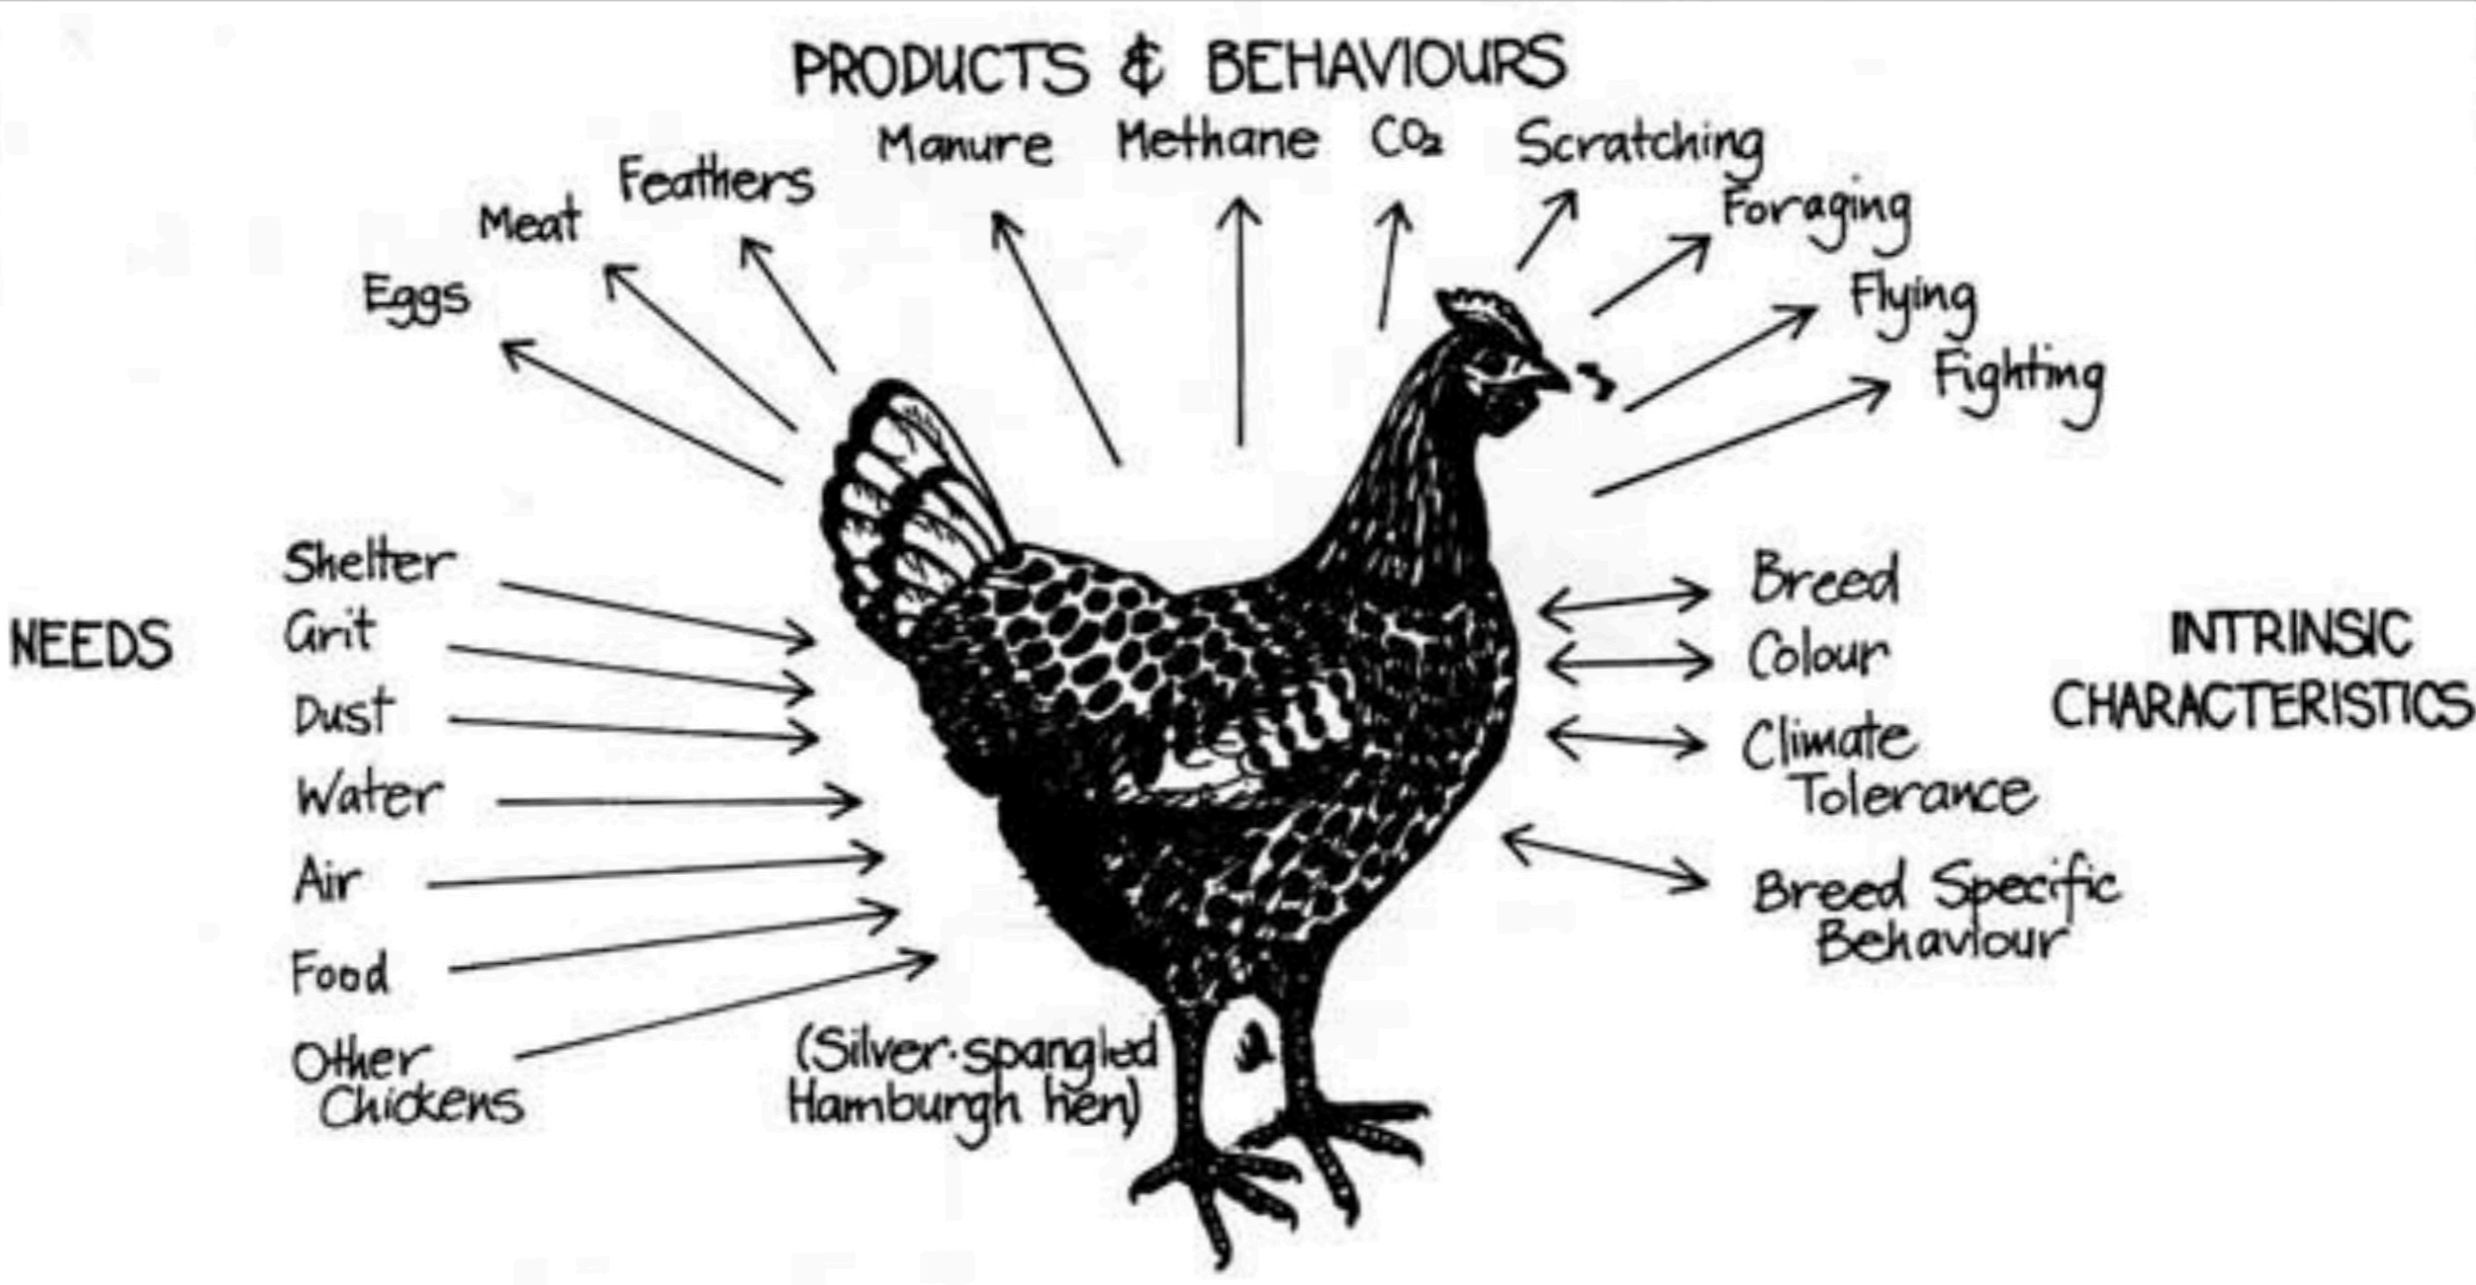 PRODUCTS & BEHAVIOURS
Manure
Methane
CO₂
Scratching
Feathers
Foraging
Meat
Flying
Eggs
Fighting
NEEDS
Shelter
Grit
Dust
Water
Air
Food
Other
Chickens
(Silver-spangled
Hamburgh hen)
Breed
Colour
Climate
Tolerance
Breed Specific
Behaviour
INTRINSIC
CHARACTERISTICS